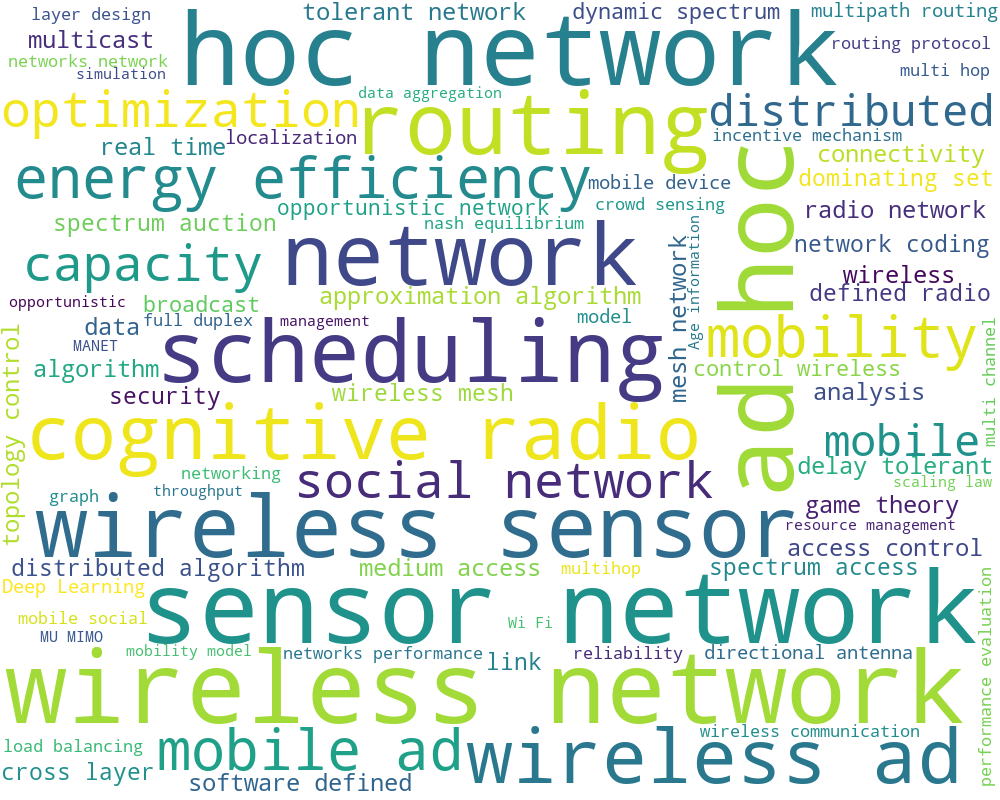 layer design
tolerant network
dynamic spectrum
multipath routing
multicast
hoc network
routing protocol
networks network
simulation
multi hop
optimization
data aggregation
routing
distributed
real time
localization
incentive mechanism
energy efficiency
mobile device
connectivity
dominating set
opportunistic network
crowd sensing
ad hoc
radio network
spectrum auction
nash equilibrium
network
Age information
mesh network
network coding
capacity
wireless
defined radio
opportunistic
broadcast
approximation algorithm
data
full duplex
management
model
MANET
scheduling
mobility
multi channel
topology control
algorithm
control wireless
security
wireless mesh
analysis
cognitive radio
mobile
networking
social network
delay tolerant
scaling law
graph
throughput
game theory
wireless sensor
resource management
access control
distributed algorithm
medium access
multihop
spectrum access
Deep Learning
sensor network
performance evaluation
mobile social
Wi Fi
MU MIMO
mobility model
networks performance
link
reliability
directional antenna
wireless network
load balancing
mobile ad
wireless ad
wireless communication
cross layer
software defined